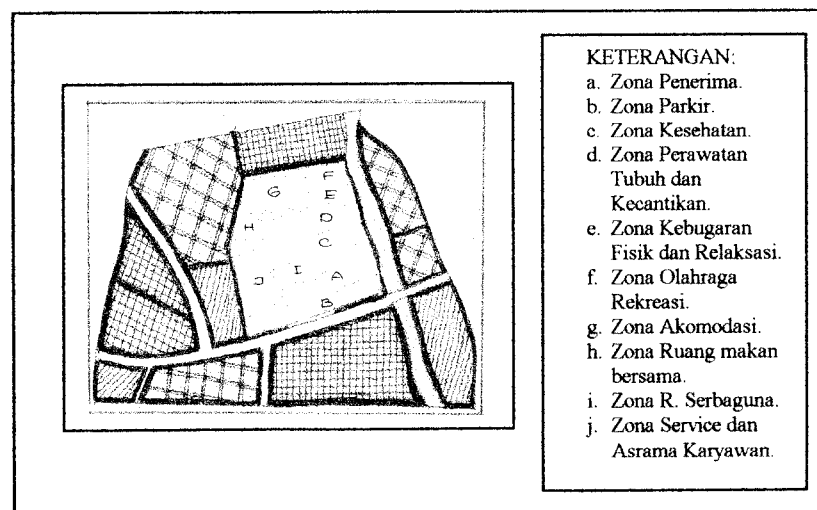 G
F
E
D
H
C
I
A
J
B
KETERANGAN:
a. Zona Penerima.
b. Zona Parkir.
c. Zona Kesehatan.
d. Zona Perawatan
Tubuh dan
Kecantikan.
e. Zona Kebugaran
Fisik dan Relaksasi.
f. Zona Olahraga
Rekreasi.
g. Zona Akomodasi.
h. Zona Ruang makan
bersama.
i. Zona R. Serbaguna.
j. Zona Service dan
Asrama Karyawan.